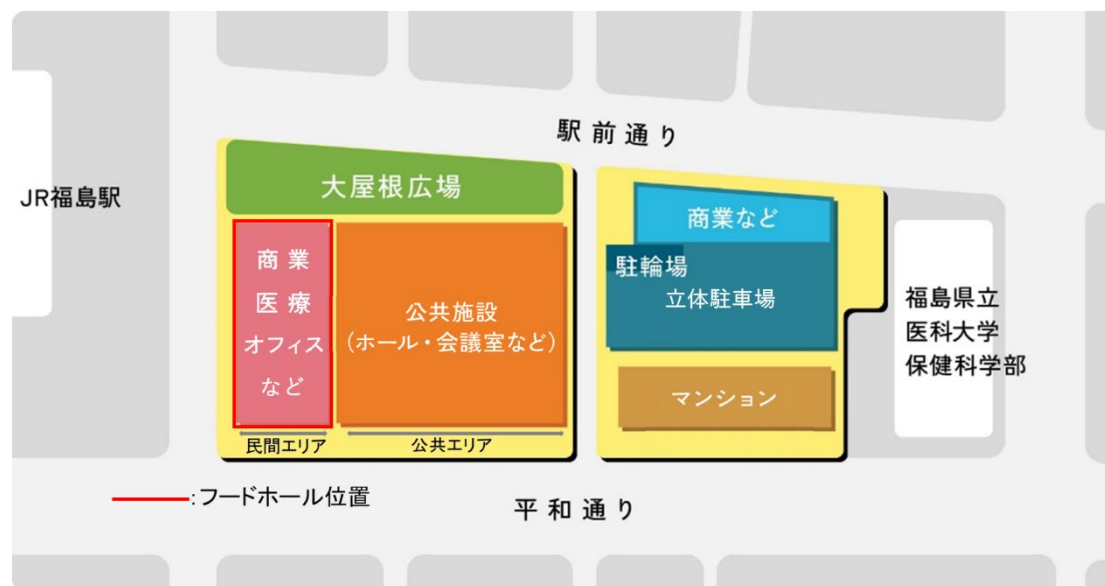 駅前通り
JR福島駅
大屋根広場
商業
医療
オフィス
など
公共施設
(ホール・会議室など)
民間エリア
公共エリア
商業など
駐輪場
立体駐車場
マンション
福島県立
医科大学
保健科学部
:フードホール位置
平和通り